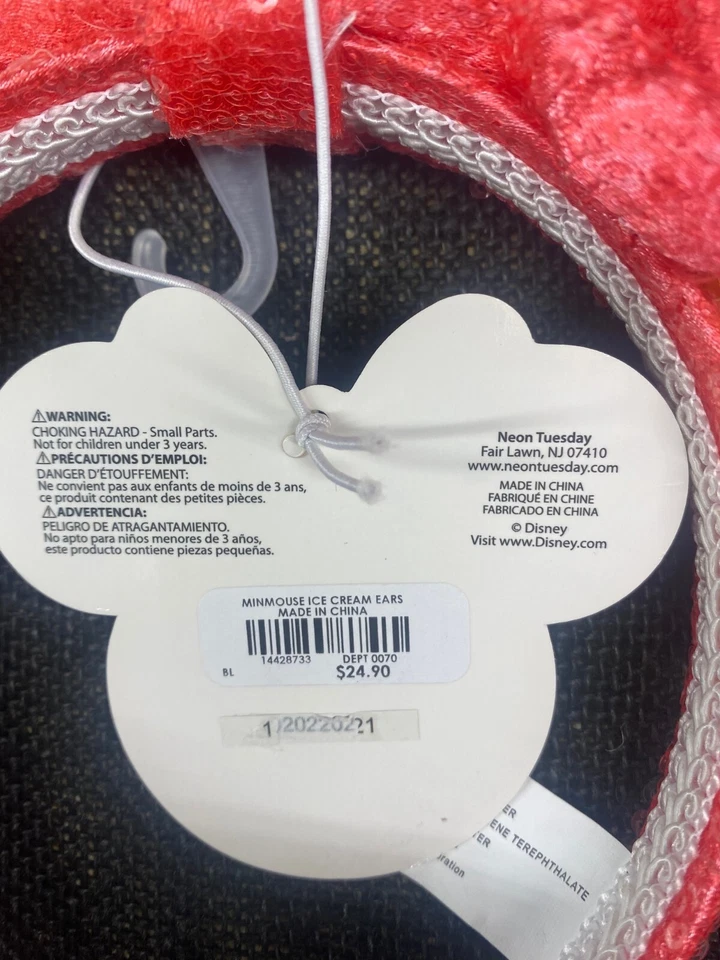 ⚠WARNING:
CHOKING HAZARD - Small Parts.
Not for children under 3 years.
⚠PRÉCAUTIONS D'EMPLOI:
DANGER D'ÉTOUFFEMENT:
Ne convient pas aux enfants de moins de 3 ans,
ce produit contenant des petites pièces.
⚠ADVERTENCIA:
PELIGRO DE ATRAGANTAMIENTO.
No apto para niños menores de 3 años,
este producto contiene piezas pequeñas.
Neon Tuesday
Fair Lawn, NJ 07410
www.neontuesday.com
MADE IN CHINA
FABRIQUÉ EN CHINE
FABRICADO EN CHINA
© Disney
Visit www.Disney.com
MINMOUSE ICE CREAM EARS
MADE IN CHINA
14428733 DEPT 0070
BL $24.90
ER
ENE TEREPHTHALATE
TER